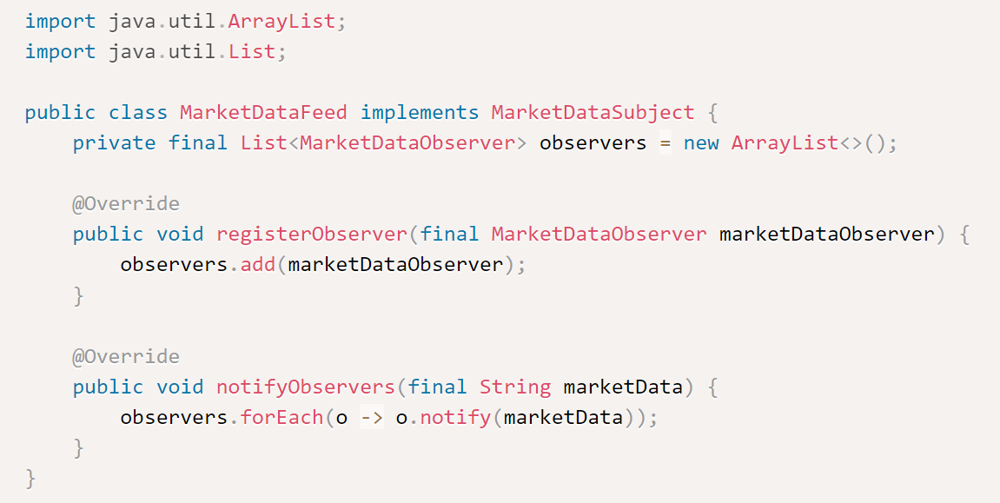 import java.util.ArrayList;
import java.util.List;

public class MarketDataFeed implements MarketDataSubject {
    private final List<MarketDataObserver> observers = new ArrayList<>();

    @Override
    public void registerObserver(final MarketDataObserver marketDataObserver) {
        observers.add(marketDataObserver);
    }

    @Override
    public void notifyObservers(final String marketData) {
        observers.forEach(o -> o.notify(marketData));
    }
}